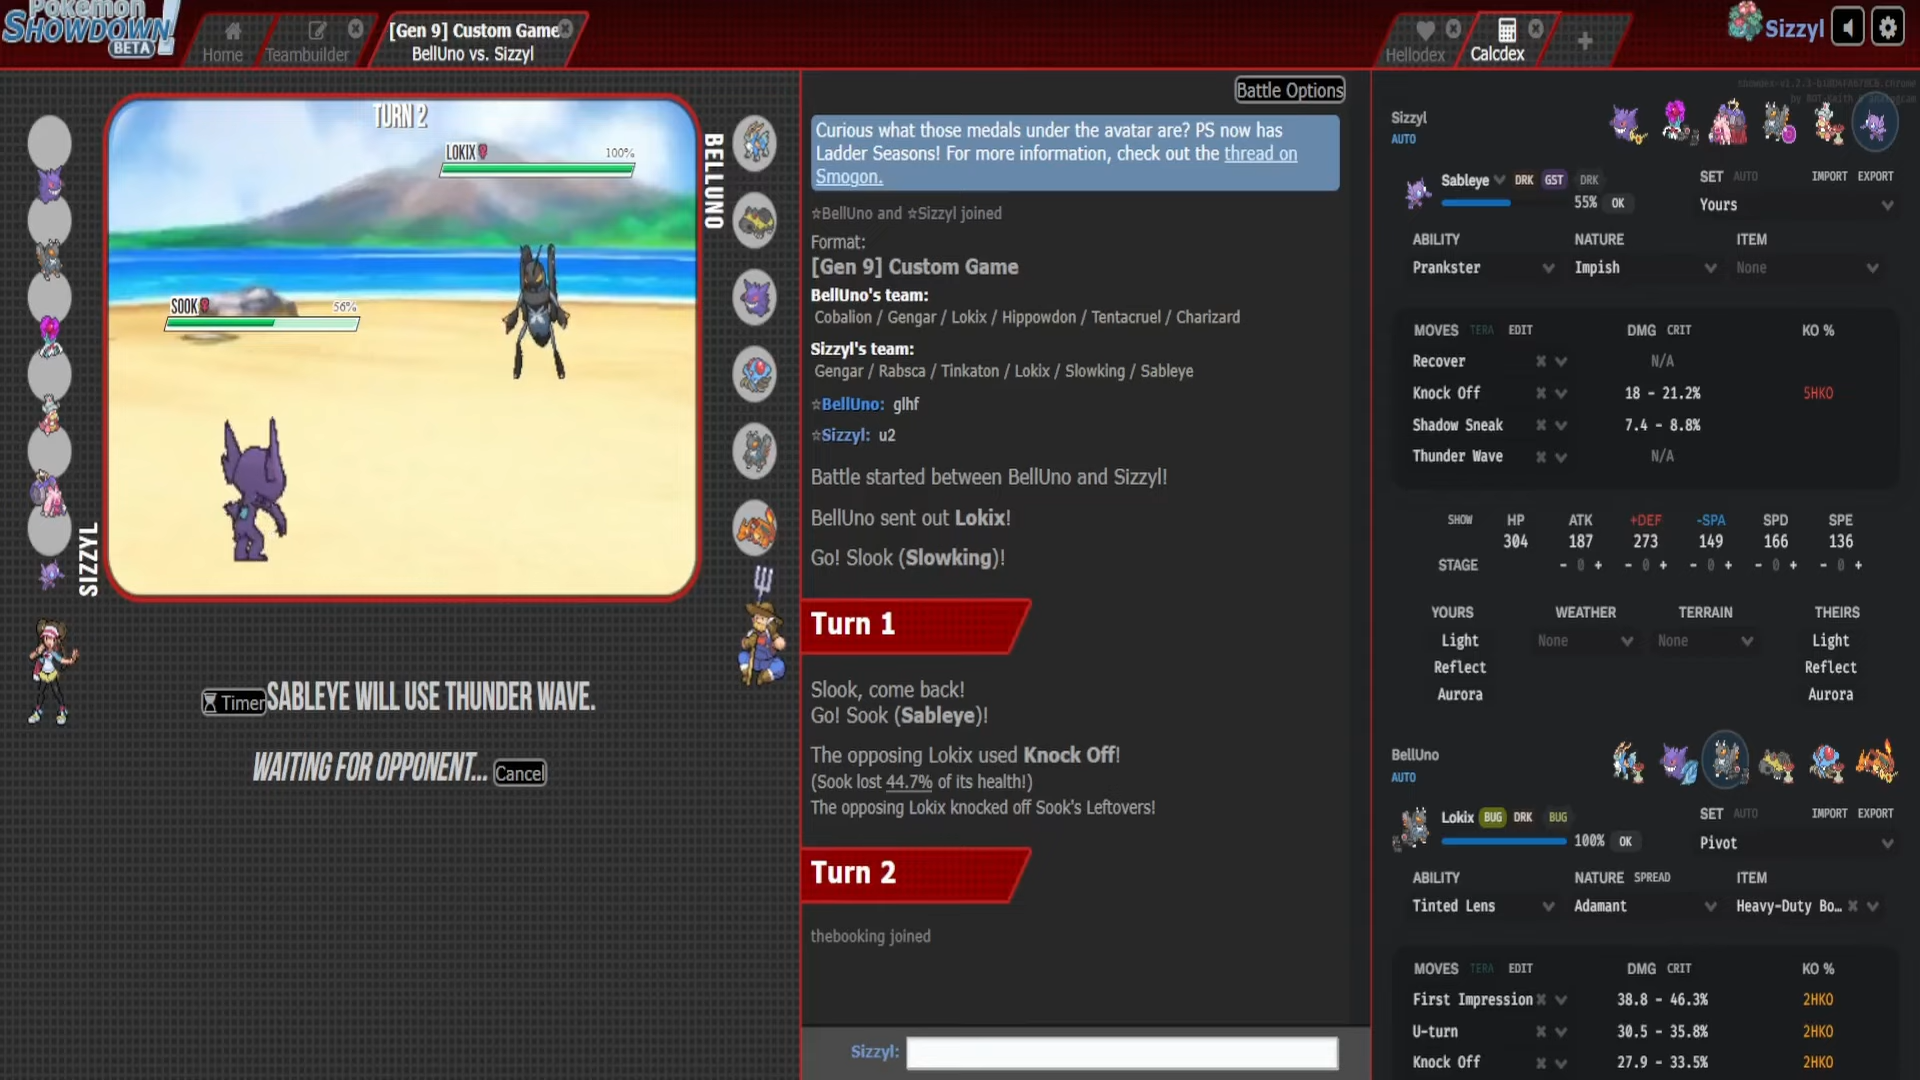 Pokémon
SHOWDOWN!
BETA
Home
Teambuilder
[Gen 9] Custom Game
BellUno vs. Sizzyl
Hellodex
Calcdex
Sizzyl
TURN 2
LOKIX 100%
SOOK 56%
BELLUNO
SIZZYL
Timer
SABLEYE WILL USE THUNDER WAVE.
WAITING FOR OPPONENT...
Cancel
Battle Options
Curious what those medals under the avatar are? PS now has
Ladder Seasons! For more information, check out the thread on
Smogon.
☆BellUno and ☆Sizzyl joined
Format:
[Gen 9] Custom Game
BellUno's team:
Cobalion / Gengar / Lokix / Hippowdon / Tentacruel / Charizard
Sizzyl's team:
Gengar / Rabsca / Tinkaton / Lokix / Slowking / Sableye
☆BellUno: glhf
☆Sizzyl: u2
Battle started between BellUno and Sizzyl!
BellUno sent out Lokix!
Go! Slook (Slowking)!
Turn 1
Slook, come back!
Go! Sook (Sableye)!
The opposing Lokix used Knock Off!
(Sook lost 44.7% of its health!)
The opposing Lokix knocked off Sook's Leftovers!
Turn 2
thebooking joined
Sizzyl:
Sizzyl
AUTO
Sableye DRK GST DRK
55% OK
SET AUTO IMPORT EXPORT
Yours
ABILITY NATURE ITEM
Prankster Impish None
MOVES TERA EDIT DMG CRIT KO %
Recover N/A
Knock Off 18 - 21.2% 5HKO
Shadow Sneak 7.4 - 8.8%
Thunder Wave N/A
SHOW HP ATK +DEF -SPA SPD SPE
304 187 273 149 166 136
STAGE - 0 + - 0 + - 0 + - 0 + - 0 +
YOURS WEATHER TERRAIN THEIRS
Light None None Light
Reflect Reflect
Aurora Aurora
BellUno
AUTO
Lokix BUG DRK BUG
100% OK
SET AUTO IMPORT EXPORT
Pivot
ABILITY NATURE SPREAD ITEM
Tinted Lens Adamant Heavy-Duty Bo…
MOVES TERA EDIT DMG CRIT KO %
First Impression 38.8 - 46.3% 2HKO
U-turn 30.5 - 35.8% 2HKO
Knock Off 27.9 - 33.5% 2HKO